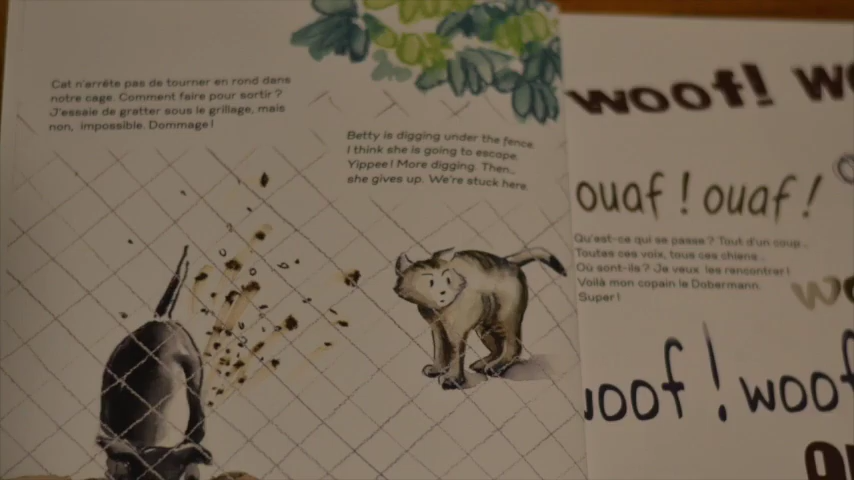 Cat n'arrête pas de tourner en rond dans
notre cage. Comment faire pour sortir ?
J'essaie de gratter sous le grillage, mais
non, impossible. Dommage !
Betty is digging under the fence.
I think she is going to escape.
Yippee! More digging. Then...
she gives up. We're stuck here.
woof! wo
ouaf ! ouaf !
Qu'est-ce qui se passe ? Tout d'un coup...
Toutes ces voix, tous ces chiens...
Où sont-ils ? Je veux les rencontrer !
Voilà mon copain le Dobermann.
Super !
woof ! woof